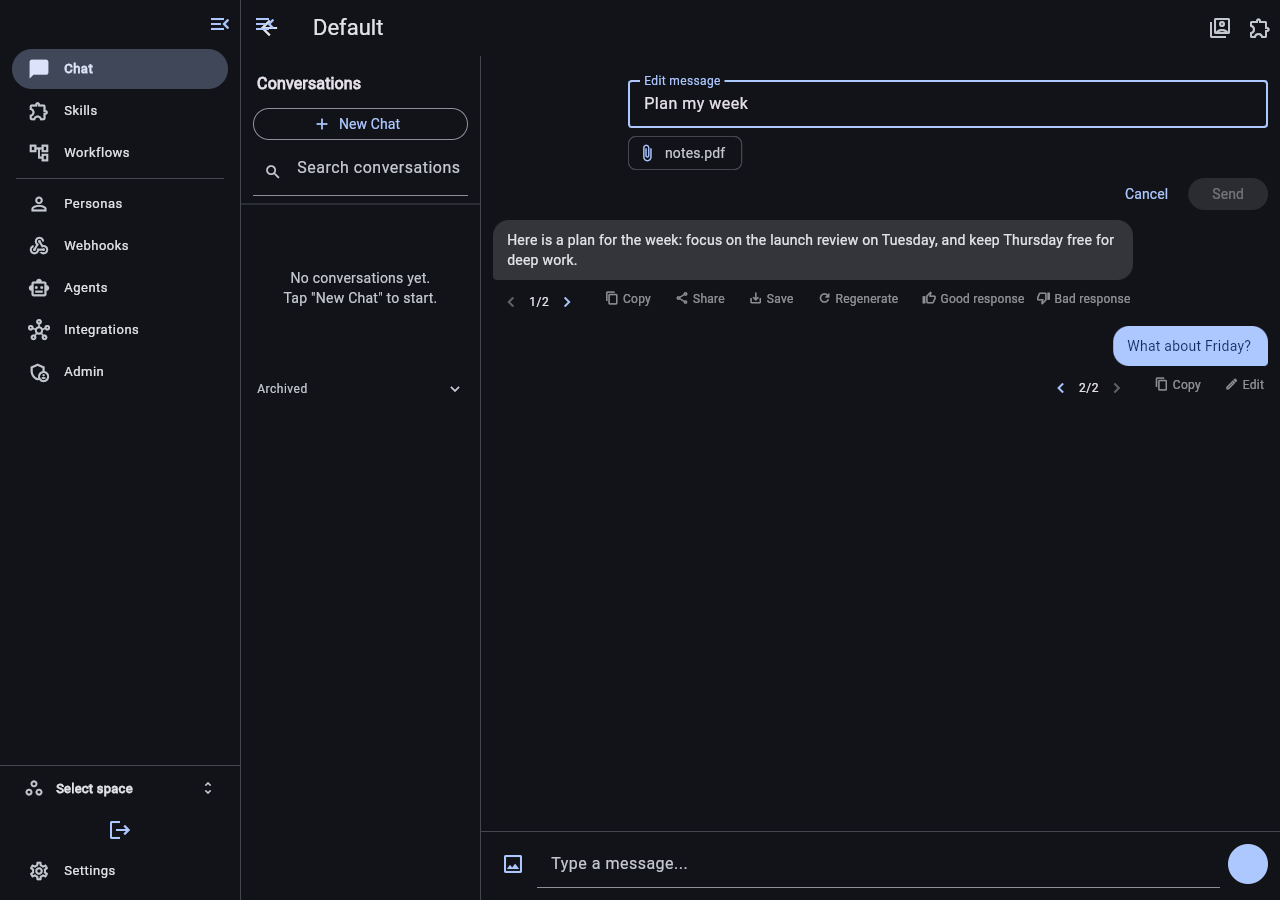 Chat
Skills
Workflows
Personas
Webhooks
Agents
Integrations
Admin
Select space
Settings
Default
Conversations
New Chat
Search conversations
No conversations yet.
Tap "New Chat" to start.
Archived
Edit message
Plan my week
notes.pdf
Cancel
Send
Here is a plan for the week: focus on the launch review on Tuesday, and keep Thursday free for
deep work.
1/2
Copy
Share
Save
Regenerate
Good response
Bad response
What about Friday?
2/2
Copy
Edit
Type a message...